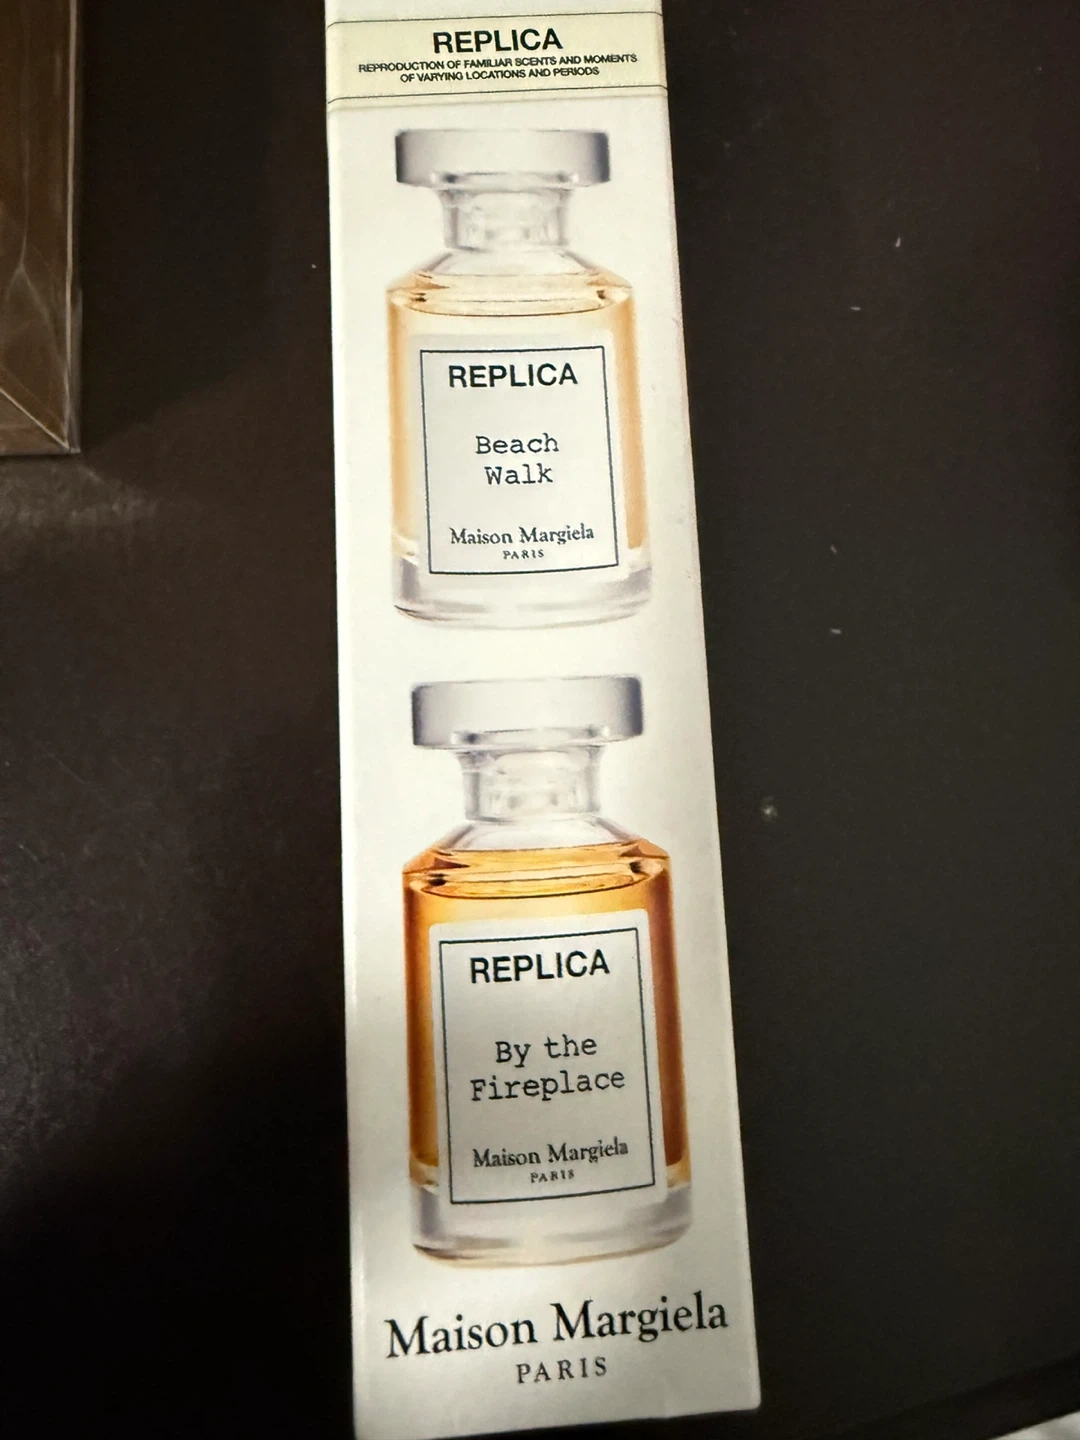 REPLICA
REPRODUCTION OF FAMILIAR SCENTS AND MOMENTS
OF VARYING LOCATIONS AND PERIODS
REPLICA
Beach
Walk
Maison Margiela
PARIS
REPLICA
By the
Fireplace
Maison Margiela
PARIS
Maison Margiela
PARIS